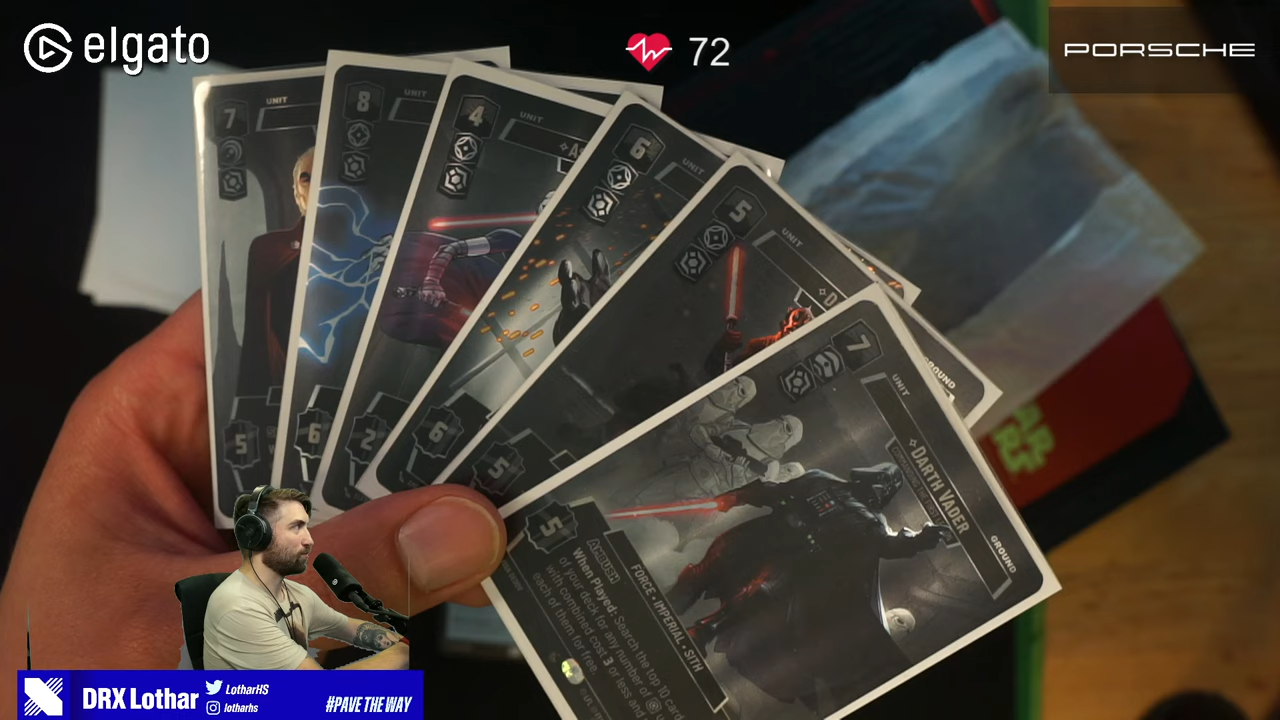 elgato
72
PORSCHE
7
UNIT
8
UNIT
4
UNIT
6
UNIT
5
UNIT
7
UNIT
DARTH VADER
GROUND
GROUND
5
6
2
6
5
5
FORCE • IMPERIAL • SITH
AMBUSH
When Played: Search the top 10
of your deck for any number of
with combined cost 3 or less and
each of them for free.
DRX Lothar
LotharHS
lotharhs
#PAVE THE WAY